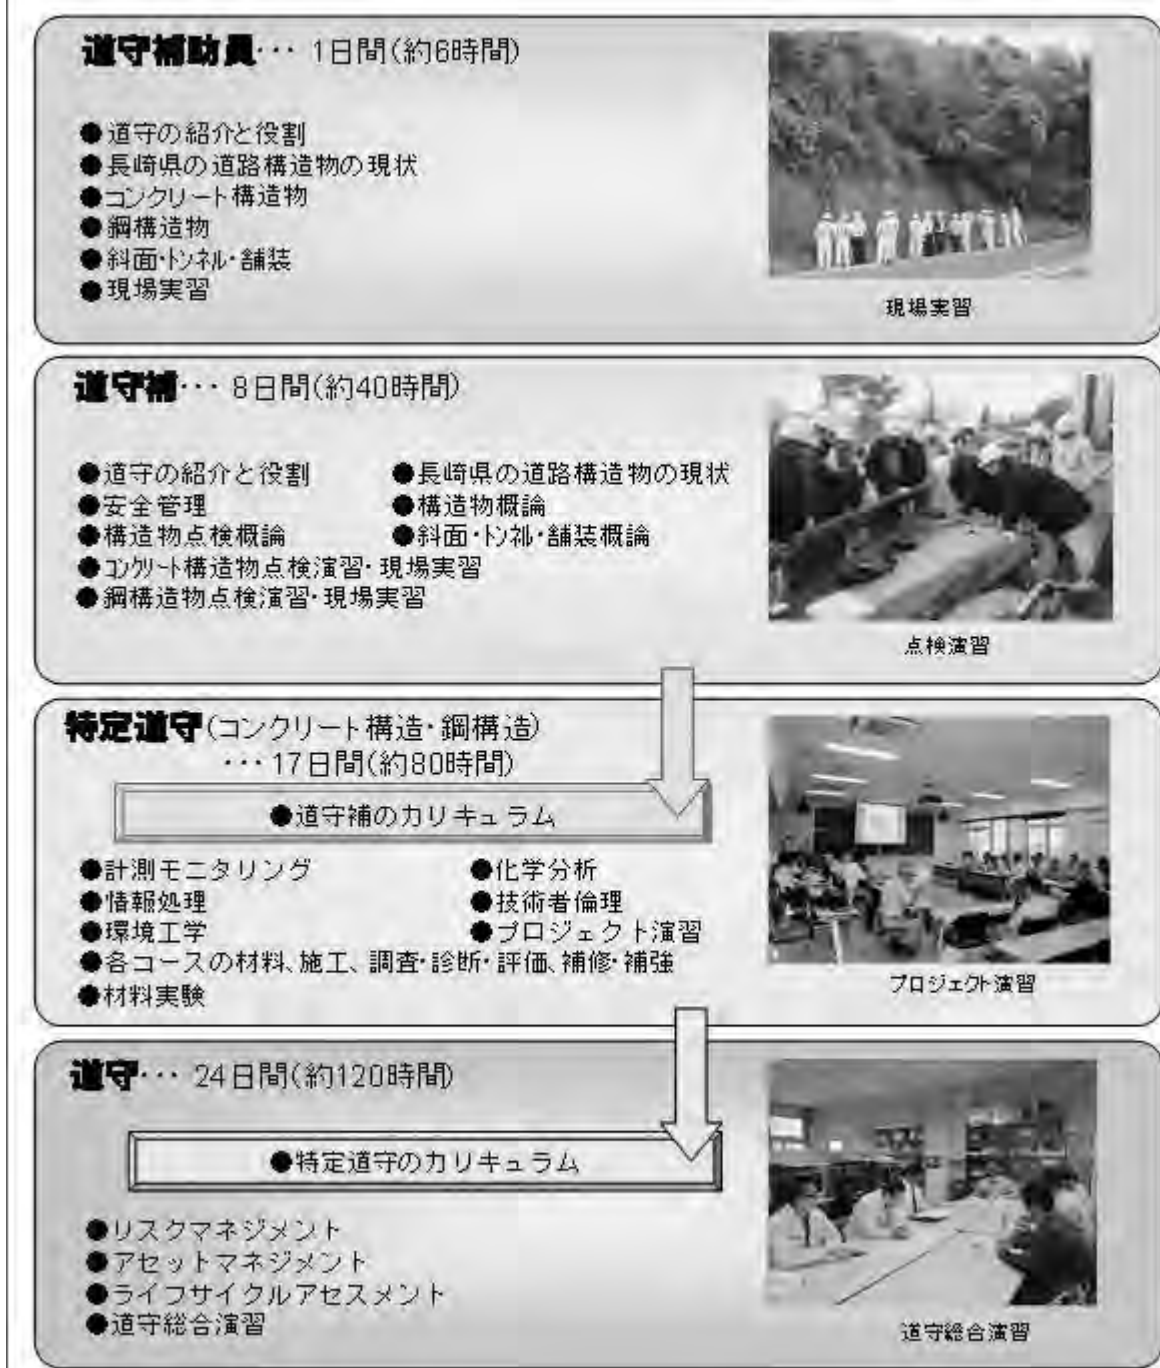 道守補助員・・・ 1日間(約6時間)
●道守の紹介と役割
●長崎県の道路構造物の現状
●コンクリート構造物
●鋼構造物
●斜面・トンネル・舗装
●現場実習
現場実習
道守補・・・ 8日間(約40時間)
●道守の紹介と役割 ●長崎県の道路構造物の現状
●安全管理 ●構造物概論
●構造物点検概論 ●斜面・トンネル・舗装概論
●コンクリート構造物点検演習・現場実習
●鋼構造物点検演習・現場実習
点検演習
特定道守(コンクリート構造・鋼構造)
・・・17日間(約80時間)
●道守補のカリキュラム
●計測モニタリング ●化学分析
●情報処理 ●技術者倫理
●環境工学 ●プロジェクト演習
●各コースの材料、施工、調査・診断・評価、補修・補強
●材料実験
プロジェクト演習
道守・・・ 24日間(約120時間)
●特定道守のカリキュラム
●リスクマネジメント
●アセットマネジメント
●ライフサイクルアセスメント
●道守総合演習
道守総合演習